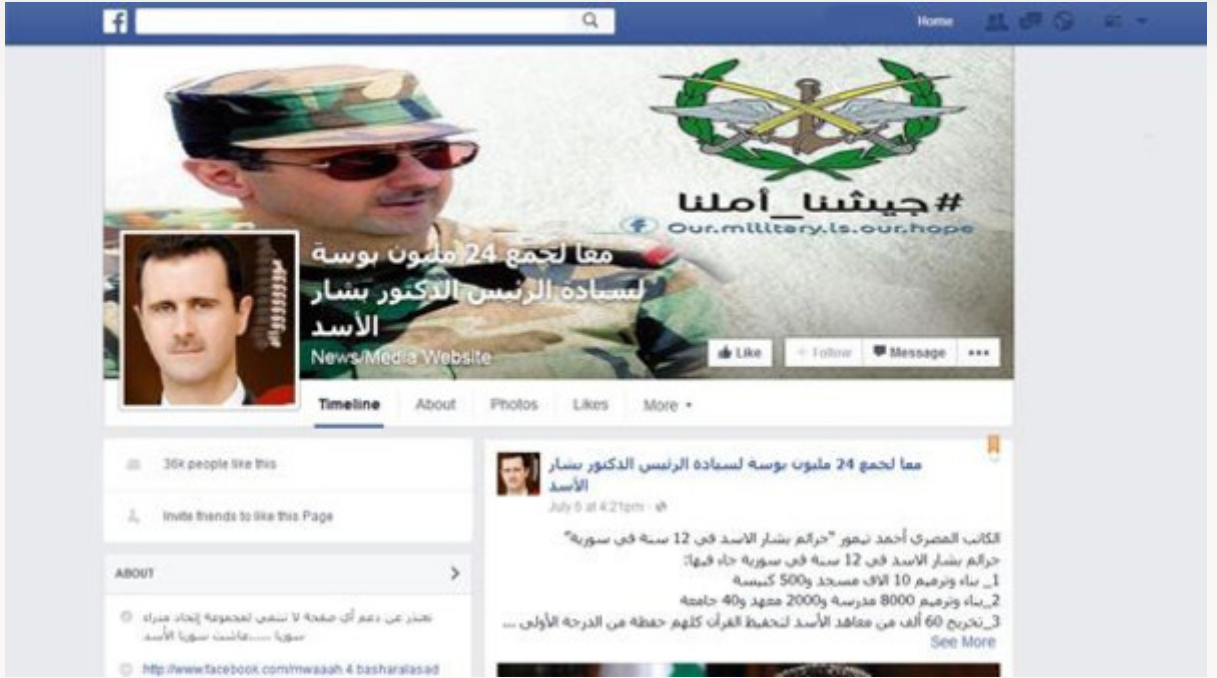 Home
#جيشنا_أملنا
Our.military.is.our.hope
معا لجمع 24 مليون بوسة
لسيادة الرئيس الدكتور بشار
الأسد
News/Media Website
Like
Follow
Message
Timeline
About
Photos
Likes
More
36k people like this
Invite friends to like this Page
ABOUT
نعتذر عن دعم أي صفحة لا تنتمي لمجموعة إتحاد مدراء
سوريا .....عاشت سوريا الأسد
http://www.facebook.com/mwaaah.4.basharalasad
معا لجمع 24 مليون بوسة لسيادة الرئيس الدكتور بشار
الأسد
July 5 at 4:21pm
الكاتب المصري أحمد تيمور "جرائم بشار الاسد في 12 سنة في سورية"
جرائم بشار الاسد في 12 سنة في سورية جاء فيها:
1_ بناء وترميم 10 الاف مسجد و500 كنيسة
2_بناء وترميم 8000 مدرسة و2000 معهد و40 جامعة
3_تخريج 60 ألف من معاهد الأسد لتحفيظ القرآن كلهم حفظة من الدرجة الأولى ...
See More